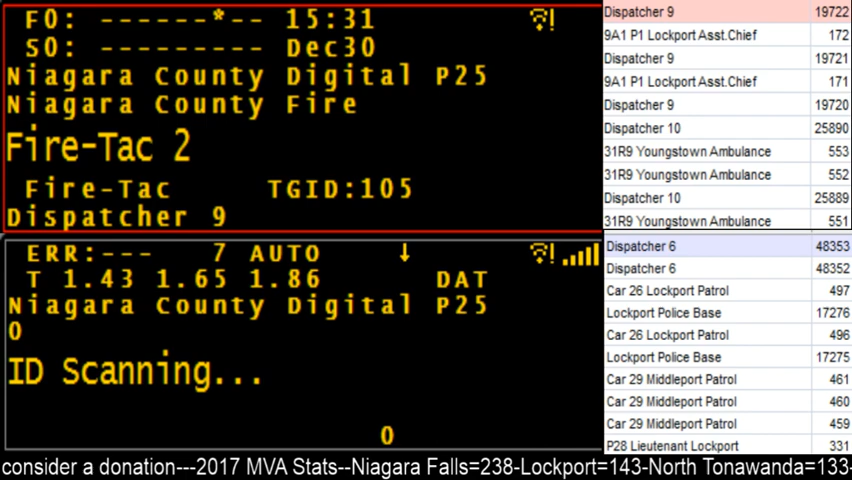 F0: ------*-- 15:31
S0: --------- Dec30
Niagara County Digital P25
Niagara County Fire
Fire-Tac 2
Fire-Tac TGID:105
Dispatcher 9
Dispatcher 9 19722
9A1 P1 Lockport Asst.Chief 172
Dispatcher 9 19721
9A1 P1 Lockport Asst.Chief 171
Dispatcher 9 19720
Dispatcher 10 25890
31R9 Youngstown Ambulance 553
31R9 Youngstown Ambulance 552
Dispatcher 10 25889
31R9 Youngstown Ambulance 551
ERR:--- 7 AUTO ↓
T 1.43 1.65 1.86 DAT
Niagara County Digital P25
0
ID Scanning...
0
Dispatcher 6 48353
Dispatcher 6 48352
Car 26 Lockport Patrol 497
Lockport Police Base 17276
Car 26 Lockport Patrol 496
Lockport Police Base 17275
Car 29 Middleport Patrol 461
Car 29 Middleport Patrol 460
Car 29 Middleport Patrol 459
P28 Lieutenant Lockport 331
consider a donation---2017 MVA Stats--Niagara Falls=238-Lockport=143-North Tonawanda=133-